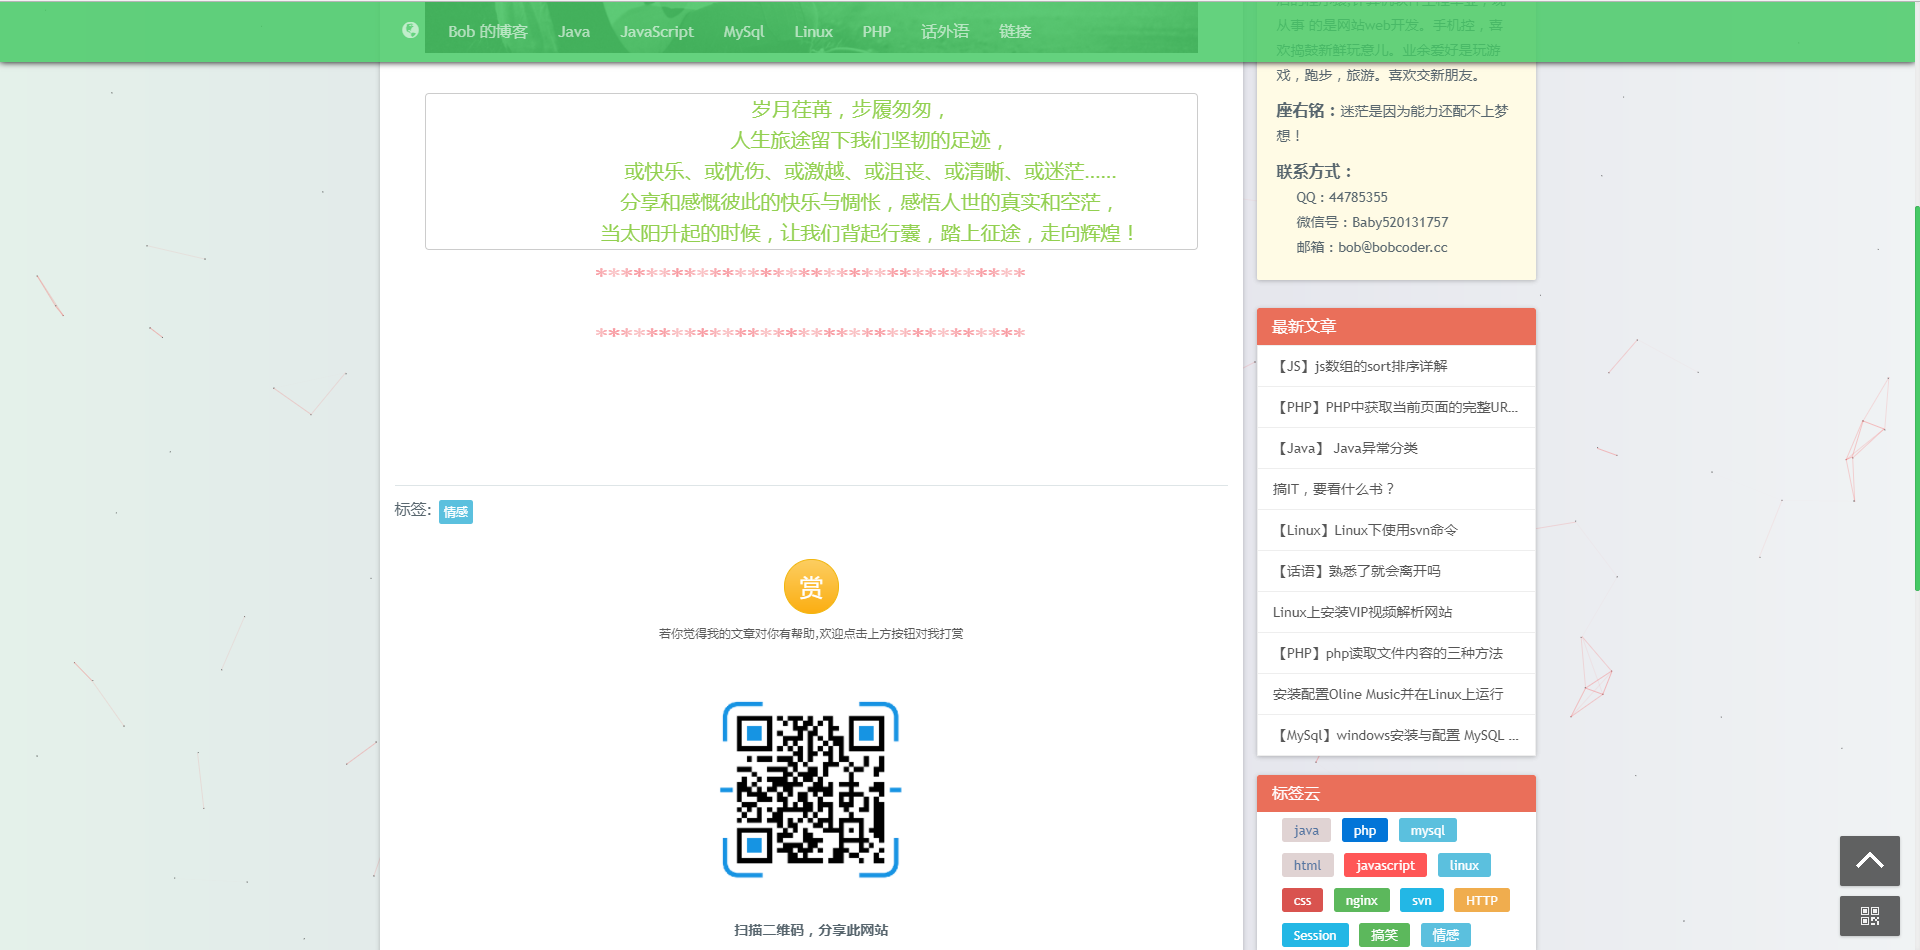 Bob 的博客 Java JavaScript MySql Linux PHP 话外语 链接
岁月荏苒，步履匆匆，
人生旅途留下我们坚韧的足迹，
或快乐、或忧伤、或激越、或沮丧、或清晰、或迷茫……
分享和感慨彼此的快乐与惆怅，感悟人世的真实和空茫，
当太阳升起的时候，让我们背起行囊，踏上征途，走向辉煌！
**********************************
**********************************
标签: 情感
赏
若你觉得我的文章对你有帮助,欢迎点击上方按钮对我打赏
扫描二维码，分享此网站
从事 的是网站web开发。手机控，喜
欢捣鼓新鲜玩意儿。业余爱好是玩游
戏，跑步，旅游。喜欢交新朋友。
座右铭：迷茫是因为能力还配不上梦
想！
联系方式：
QQ：44785355
微信号：Baby520131757
邮箱：bob@bobcoder.cc
最新文章
【JS】js数组的sort排序详解
【PHP】PHP中获取当前页面的完整UR...
【Java】 Java异常分类
搞IT，要看什么书？
【Linux】Linux下使用svn命令
【话语】熟悉了就会离开吗
Linux上安装VIP视频解析网站
【PHP】php读取文件内容的三种方法
安装配置Oline Music并在Linux上运行
【MySql】windows安装与配置 MySQL ...
标签云
java php mysql
html javascript linux
css nginx svn HTTP
Session 搞笑 情感